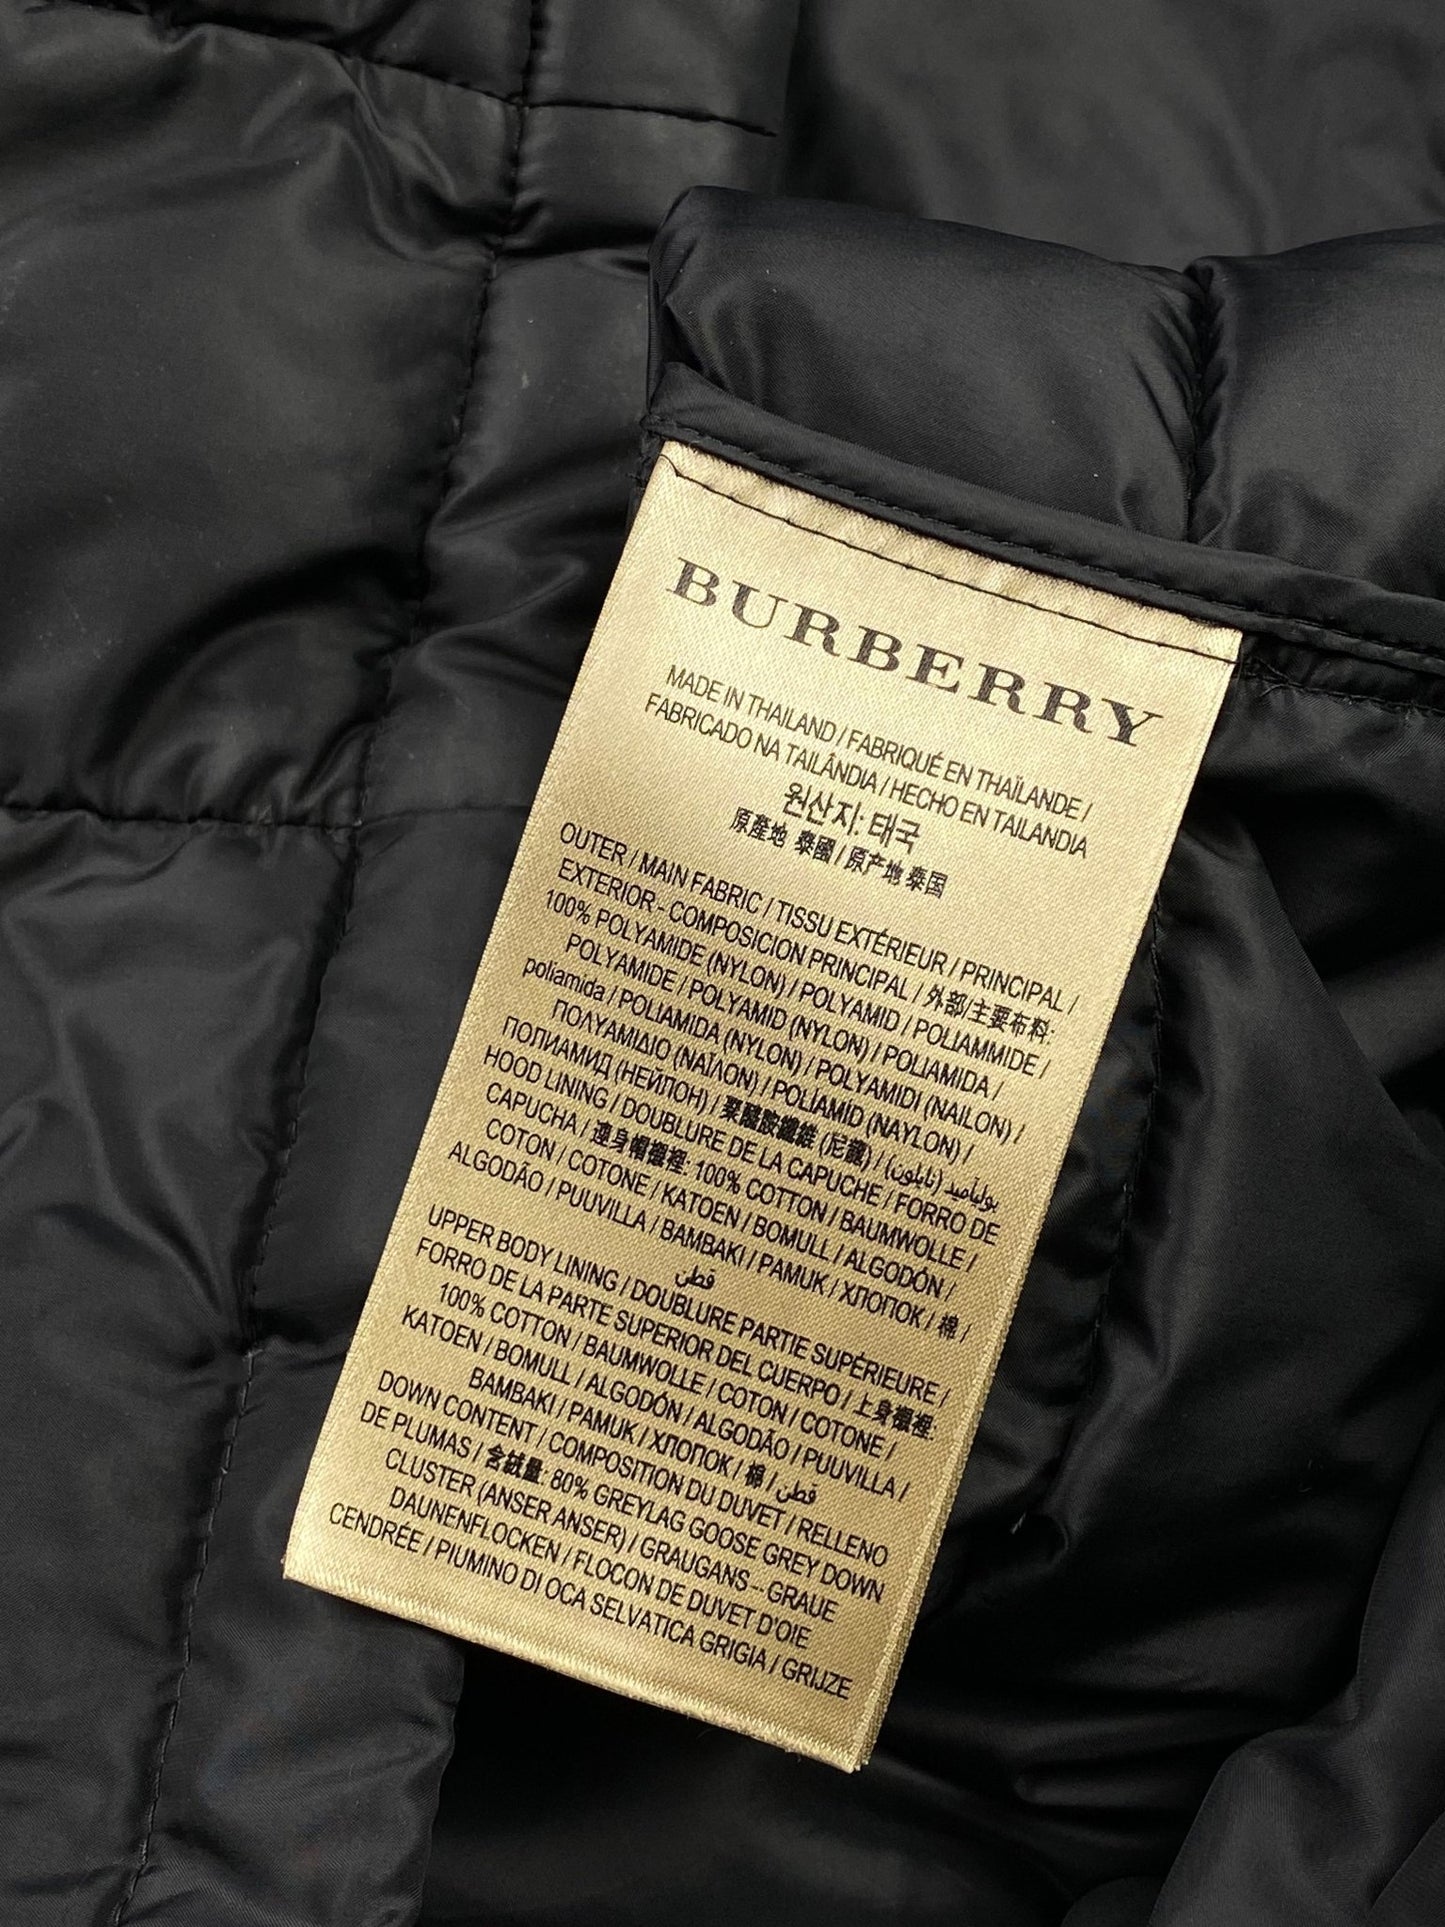 BURBERRY
MADE IN THAILAND / FABRIQUÉ EN THAÏLANDE /
FABRICADO NA TAILÂNDIA / HECHO EN TAILANDIA
원산지: 태국
原產地 泰國 / 原产地 泰国
OUTER / MAIN FABRIC / TISSU EXTÉRIEUR / PRINCIPAL /
EXTERIOR - COMPOSICION PRINCIPAL / 外部/主要布料:
100% POLYAMIDE (NYLON) / POLYAMID / POLIAMMIDE /
POLYAMIDE / POLYAMID (NYLON) / POLIAMIDA /
poliamida / POLIAMIDA (NYLON) / POLYAMIDI (NAILON) /
ΠΟΛΥΑΜΙΔΙΟ (ΝΑΪΛΟΝ) / POLİAMİD (NAYLON) /
ПОЛИАМИД (НЕЙЛОН) / 聚醯胺纖維 (尼龍) / بولياميد (نايلون)
HOOD LINING / DOUBLURE DE LA CAPUCHE / FORRO DE
CAPUCHA / 連身帽襯裡: 100% COTTON / BAUMWOLLE /
COTON / COTONE / KATOEN / BOMULL / ALGODÓN /
ALGODÃO / PUUVILLA / ΒΑΜΒΑΚΙ / PAMUK / ХЛОПОК / 棉 /
قطن
UPPER BODY LINING / DOUBLURE PARTIE SUPÉRIEURE /
FORRO DE LA PARTE SUPERIOR DEL CUERPO / 上身襯裡:
100% COTTON / BAUMWOLLE / COTON / COTONE /
KATOEN / BOMULL / ALGODÓN / ALGODÃO / PUUVILLA /
ΒΑΜΒΑΚΙ / PAMUK / ХЛОПОК / 棉 / قطن
DOWN CONTENT / COMPOSITION DU DUVET / RELLENO
DE PLUMAS / 含絨量: 80% GREYLAG GOOSE GREY DOWN
CLUSTER (ANSER ANSER) / GRAUGANS -- GRAUE
DAUNENFLOCKEN / FLOCON DE DUVET D'OIE
CENDRÉE / PIUMINO DI OCA SELVATICA GRIGIA / GRIJZE